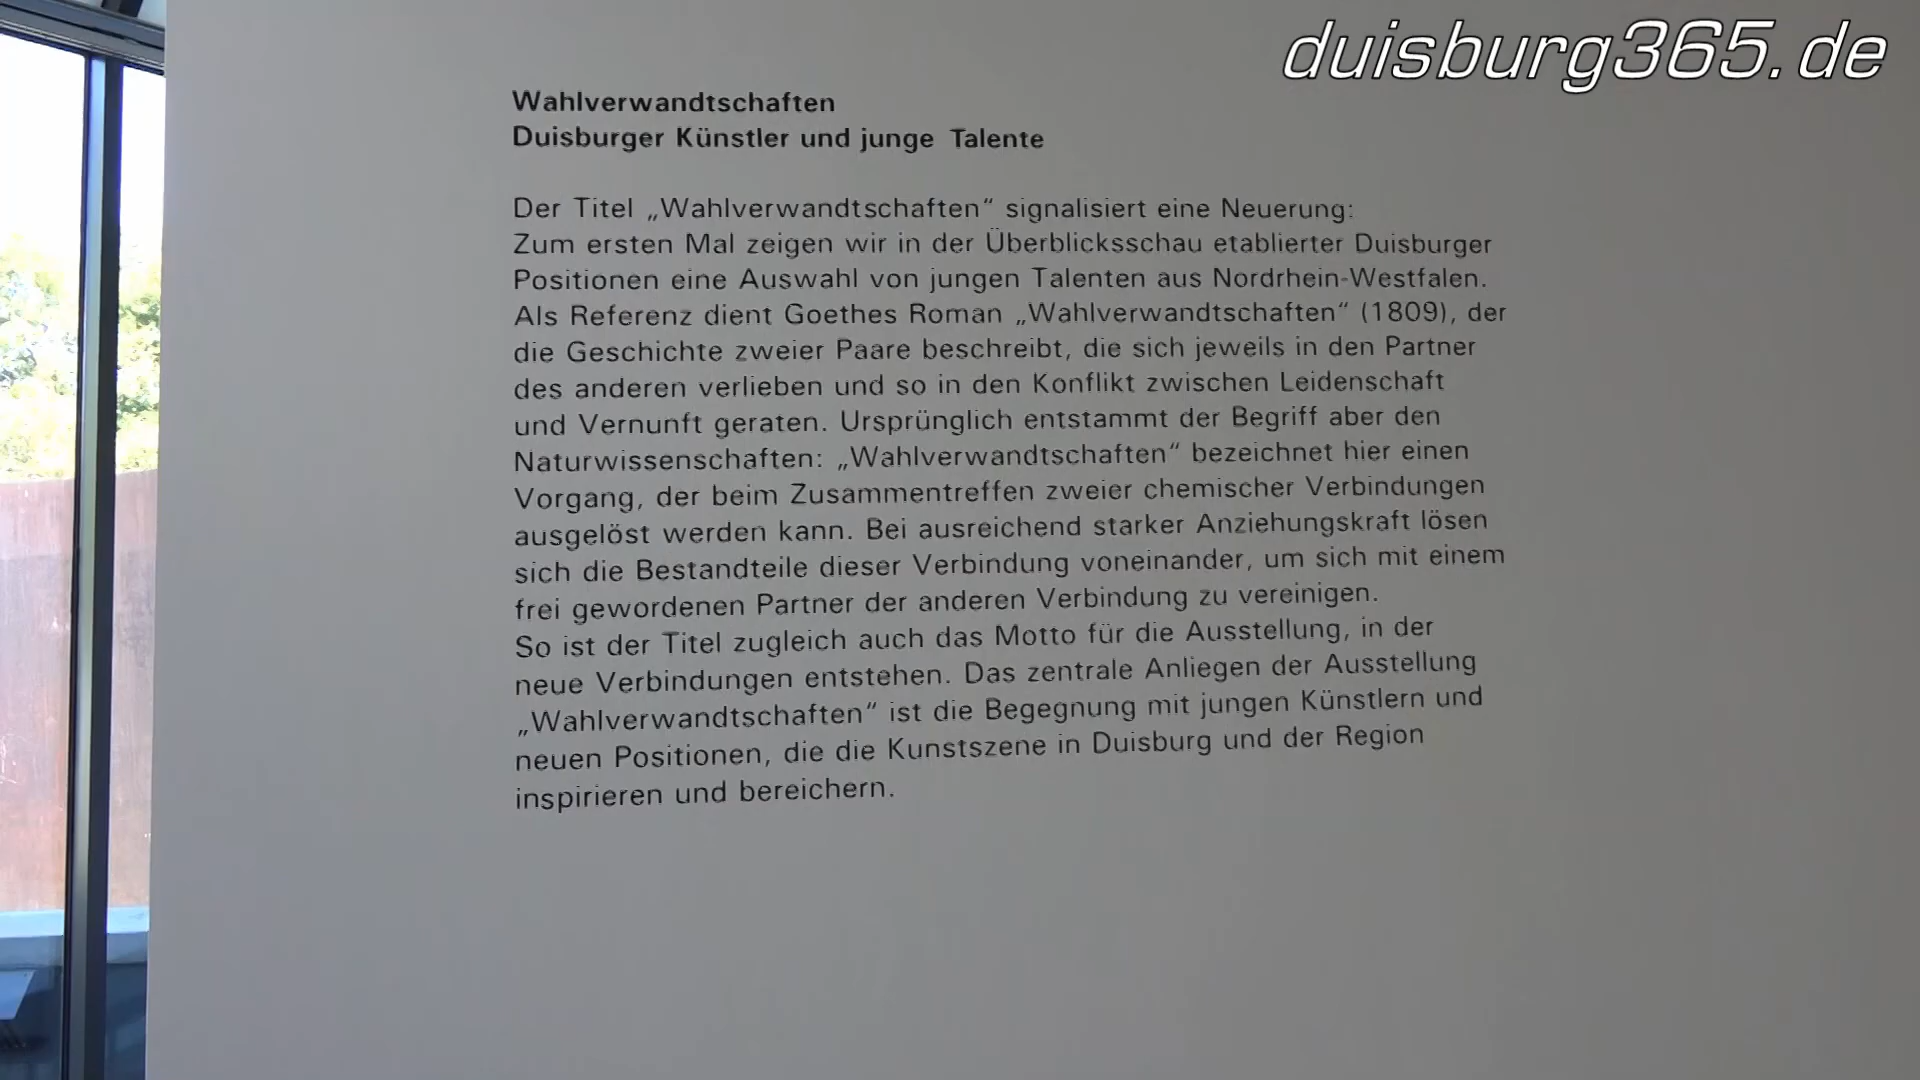 duisburg365.de
Wahlverwandtschaften
Duisburger Künstler und junge Talente
Der Titel „Wahlverwandtschaften“ signalisiert eine Neuerung:
Zum ersten Mal zeigen wir in der Überblicksschau etablierter Duisburger
Positionen eine Auswahl von jungen Talenten aus Nordrhein-Westfalen.
Als Referenz dient Goethes Roman „Wahlverwandtschaften“ (1809), der
die Geschichte zweier Paare beschreibt, die sich jeweils in den Partner
des anderen verlieben und so in den Konflikt zwischen Leidenschaft
und Vernunft geraten. Ursprünglich entstammt der Begriff aber den
Naturwissenschaften: „Wahlverwandtschaften“ bezeichnet hier einen
Vorgang, der beim Zusammentreffen zweier chemischer Verbindungen
ausgelöst werden kann. Bei ausreichend starker Anziehungskraft lösen
sich die Bestandteile dieser Verbindung voneinander, um sich mit einem
frei gewordenen Partner der anderen Verbindung zu vereinigen.
So ist der Titel zugleich auch das Motto für die Ausstellung, in der
neue Verbindungen entstehen. Das zentrale Anliegen der Ausstellung
„Wahlverwandtschaften“ ist die Begegnung mit jungen Künstlern und
neuen Positionen, die die Kunstszene in Duisburg und der Region
inspirieren und bereichern.